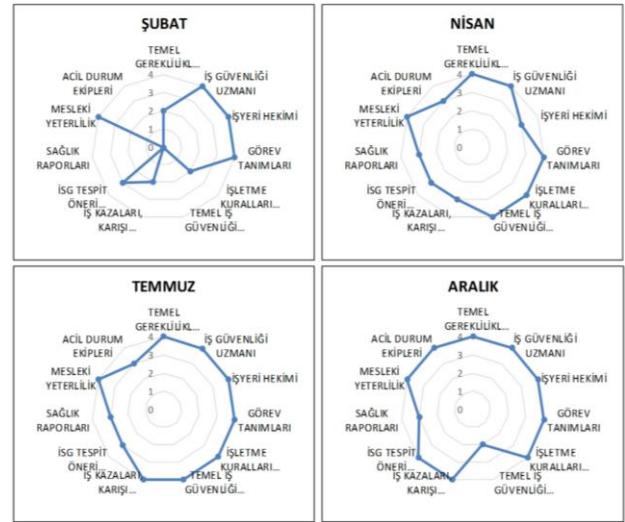 ŞUBAT
TEMEL
GEREKLİLİKL...
İŞ GÜVENLİĞİ
UZMANI
İŞYERİ HEKİMİ
GÖREV
TANIMLARI
İŞLETME
KURALLARI...
TEMEL İŞ
GÜVENLİĞİ...
İŞ KAZALARI,
KARIŞI...
İSG TESPİT
ÖNERİ...
SAĞLIK
RAPORLARI
MESLEKİ
YETERLİLİK
ACİL DURUM
EKİPLERİ
4
3
2
1
0
NİSAN
TEMEL
GEREKLİLİKL...
İŞ GÜVENLİĞİ
UZMANI
İŞYERİ HEKİMİ
GÖREV
TANIMLARI
İŞLETME
KURALLARI...
TEMEL İŞ
GÜVENLİĞİ...
İŞ KAZALARI,
KARIŞI...
İSG TESPİT
ÖNERİ...
SAĞLIK
RAPORLARI
MESLEKİ
YETERLİLİK
ACİL DURUM
EKİPLERİ
4
3
2
1
0
TEMMUZ
TEMEL
GEREKLİLİKL...
İŞ GÜVENLİĞİ
UZMANI
İŞYERİ HEKİMİ
GÖREV
TANIMLARI
İŞLETME
KURALLARI...
TEMEL İŞ
GÜVENLİĞİ...
İŞ KAZALARI,
KARIŞI...
İSG TESPİT
ÖNERİ...
SAĞLIK
RAPORLARI
MESLEKİ
YETERLİLİK
ACİL DURUM
EKİPLERİ
4
3
2
1
0
ARALIK
TEMEL
GEREKLİLİKL...
İŞ GÜVENLİĞİ
UZMANI
İŞYERİ HEKİMİ
GÖREV
TANIMLARI
İŞLETME
KURALLARI...
TEMEL İŞ
GÜVENLİĞİ...
İŞ KAZALARI,
KARIŞI...
İSG TESPİT
ÖNERİ...
SAĞLIK
RAPORLARI
MESLEKİ
YETERLİLİK
ACİL DURUM
EKİPLERİ
4
3
2
1
0